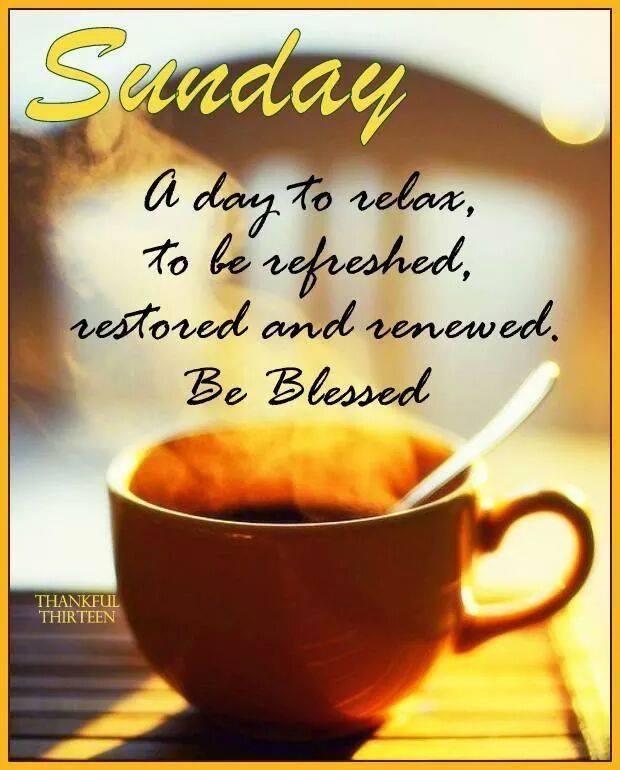 Sunday
A day to relax,
to be refreshed,
restored and renewed.
Be Blessed
THANKFUL
THIRTEEN